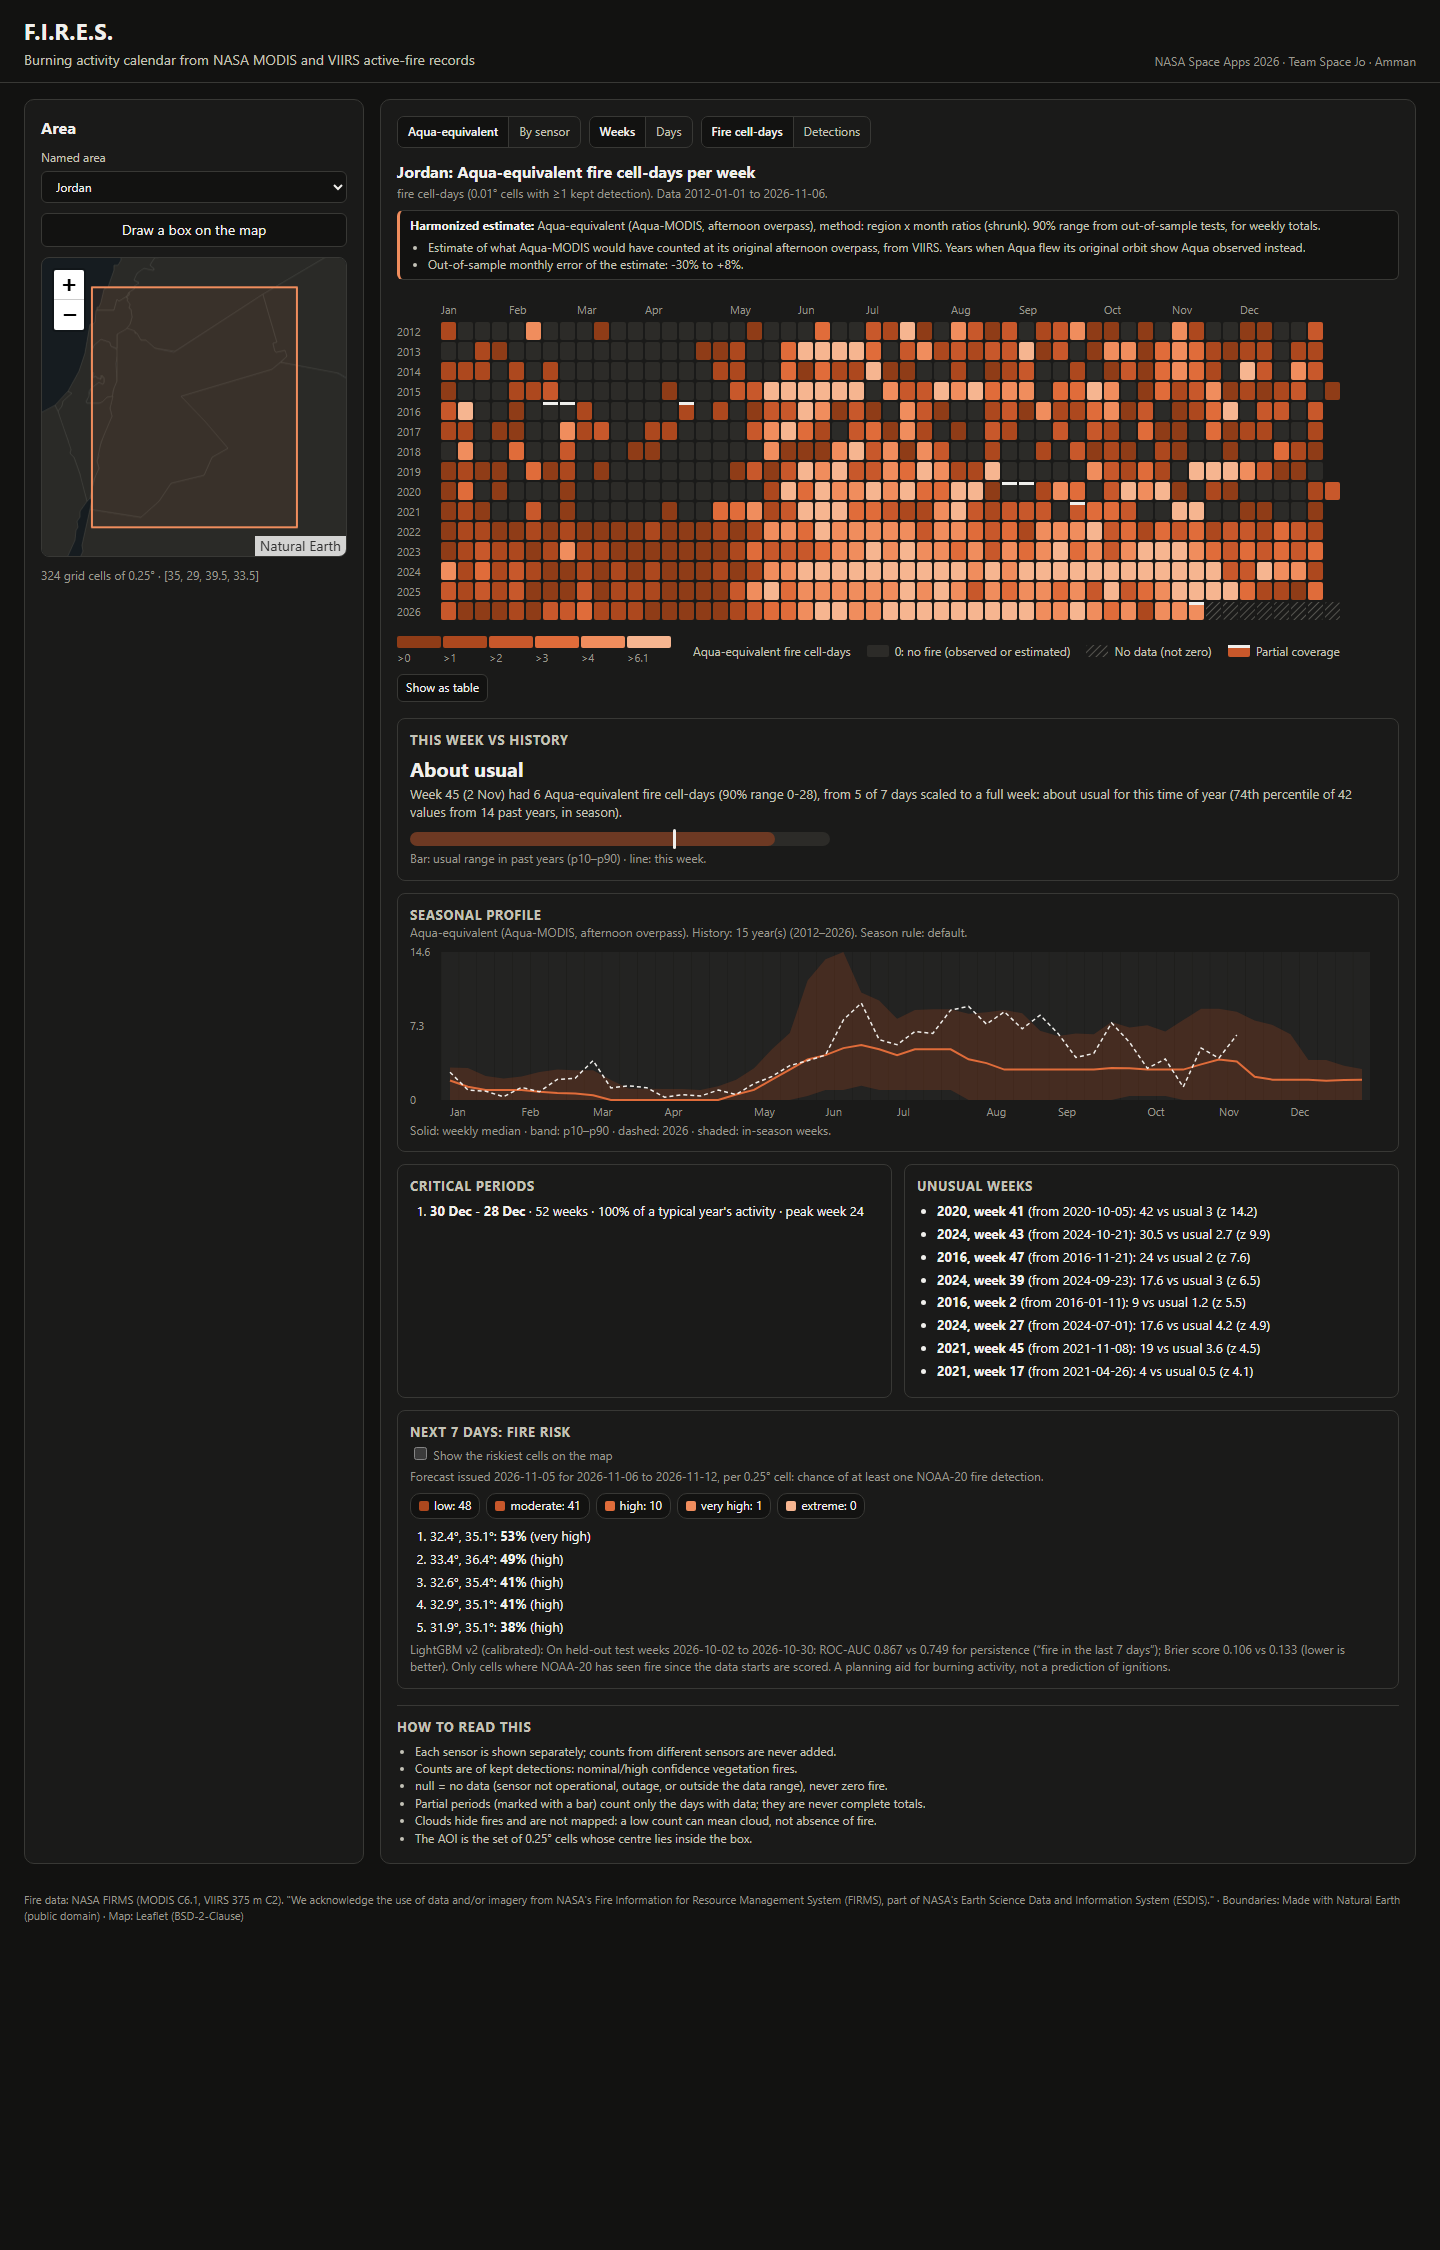 F.I.R.E.S.
Burning activity calendar from NASA MODIS and VIIRS active-fire records
NASA Space Apps 2026 · Team Space Jo · Amman
Area
Named area
Jordan
Draw a box on the map
+
−
Natural Earth
324 grid cells of 0.25° · [35, 29, 39.5, 33.5]
Aqua-equivalent By sensor Weeks Days Fire cell-days Detections
Jordan: Aqua-equivalent fire cell-days per week
fire cell-days (0.01° cells with ≥1 kept detection). Data 2012-01-01 to 2026-11-06.
Harmonized estimate: Aqua-equivalent (Aqua-MODIS, afternoon overpass), method: region x month ratios (shrunk). 90% range from out-of-sample tests, for weekly totals.
• Estimate of what Aqua-MODIS would have counted at its original afternoon overpass, from VIIRS. Years when Aqua flew its original orbit show Aqua observed instead.
• Out-of-sample monthly error of the estimate: -30% to +8%.
Jan Feb Mar Apr May Jun Jul Aug Sep Oct Nov Dec
2012
2013
2014
2015
2016
2017
2018
2019
2020
2021
2022
2023
2024
2025
2026
>0 >1 >2 >3 >4 >6.1
Aqua-equivalent fire cell-days 0: no fire (observed or estimated) No data (not zero) Partial coverage
Show as table
THIS WEEK VS HISTORY
About usual
Week 45 (2 Nov) had 6 Aqua-equivalent fire cell-days (90% range 0-28), from 5 of 7 days scaled to a full week: about usual for this time of year (74th percentile of 42
values from 14 past years, in season).
Bar: usual range in past years (p10–p90) · line: this week.
SEASONAL PROFILE
Aqua-equivalent (Aqua-MODIS, afternoon overpass). History: 15 year(s) (2012–2026). Season rule: default.
14.6
7.3
0
Jan Feb Mar Apr May Jun Jul Aug Sep Oct Nov Dec
Solid: weekly median · band: p10–p90 · dashed: 2026 · shaded: in-season weeks.
CRITICAL PERIODS
1. 30 Dec - 28 Dec · 52 weeks · 100% of a typical year's activity · peak week 24
UNUSUAL WEEKS
• 2020, week 41 (from 2020-10-05): 42 vs usual 3 (z 14.2)
• 2024, week 43 (from 2024-10-21): 30.5 vs usual 2.7 (z 9.9)
• 2016, week 47 (from 2016-11-21): 24 vs usual 2 (z 7.6)
• 2024, week 39 (from 2024-09-23): 17.6 vs usual 3 (z 6.5)
• 2016, week 2 (from 2016-01-11): 9 vs usual 1.2 (z 5.5)
• 2024, week 27 (from 2024-07-01): 17.6 vs usual 4.2 (z 4.9)
• 2021, week 45 (from 2021-11-08): 19 vs usual 3.6 (z 4.5)
• 2021, week 17 (from 2021-04-26): 4 vs usual 0.5 (z 4.1)
NEXT 7 DAYS: FIRE RISK
Show the riskiest cells on the map
Forecast issued 2026-11-05 for 2026-11-06 to 2026-11-12, per 0.25° cell: chance of at least one NOAA-20 fire detection.
low: 48 moderate: 41 high: 10 very high: 1 extreme: 0
1. 32.4°, 35.1°: 53% (very high)
2. 33.4°, 36.4°: 49% (high)
3. 32.6°, 35.4°: 41% (high)
4. 32.9°, 35.1°: 41% (high)
5. 31.9°, 35.1°: 38% (high)
LightGBM v2 (calibrated): On held-out test weeks 2026-10-02 to 2026-10-30: ROC-AUC 0.867 vs 0.749 for persistence ("fire in the last 7 days"); Brier score 0.106 vs 0.133 (lower is
better). Only cells where NOAA-20 has seen fire since the data starts are scored. A planning aid for burning activity, not a prediction of ignitions.
HOW TO READ THIS
• Each sensor is shown separately; counts from different sensors are never added.
• Counts are of kept detections: nominal/high confidence vegetation fires.
• null = no data (sensor not operational, outage, or outside the data range), never zero fire.
• Partial periods (marked with a bar) count only the days with data; they are never complete totals.
• Clouds hide fires and are not mapped: a low count can mean cloud, not absence of fire.
• The AOI is the set of 0.25° cells whose centre lies inside the box.
Fire data: NASA FIRMS (MODIS C6.1, VIIRS 375 m C2). "We acknowledge the use of data and/or imagery from NASA's Fire Information for Resource Management System (FIRMS), part of NASA's Earth Science Data and Information System (ESDIS)." · Boundaries: Made with Natural Earth
(public domain) · Map: Leaflet (BSD-2-Clause)